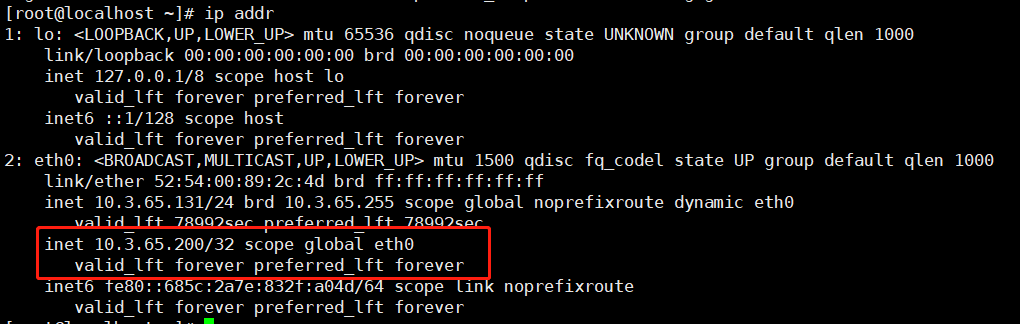 [root@localhost ~]# ip addr
1: lo: <LOOPBACK,UP,LOWER_UP> mtu 65536 qdisc noqueue state UNKNOWN group default qlen 1000
    link/loopback 00:00:00:00:00:00 brd 00:00:00:00:00:00
    inet 127.0.0.1/8 scope host lo
       valid_lft forever preferred_lft forever
    inet6 ::1/128 scope host
       valid_lft forever preferred_lft forever
2: eth0: <BROADCAST,MULTICAST,UP,LOWER_UP> mtu 1500 qdisc fq_codel state UP group default qlen 1000
    link/ether 52:54:00:89:2c:4d brd ff:ff:ff:ff:ff:ff
    inet 10.3.65.131/24 brd 10.3.65.255 scope global noprefixroute dynamic eth0
       valid_lft 78992sec preferred_lft 78992sec
    inet 10.3.65.200/32 scope global eth0
       valid_lft forever preferred_lft forever
    inet6 fe80::685c:2a7e:832f:a04d/64 scope link noprefixroute
       valid_lft forever preferred_lft forever